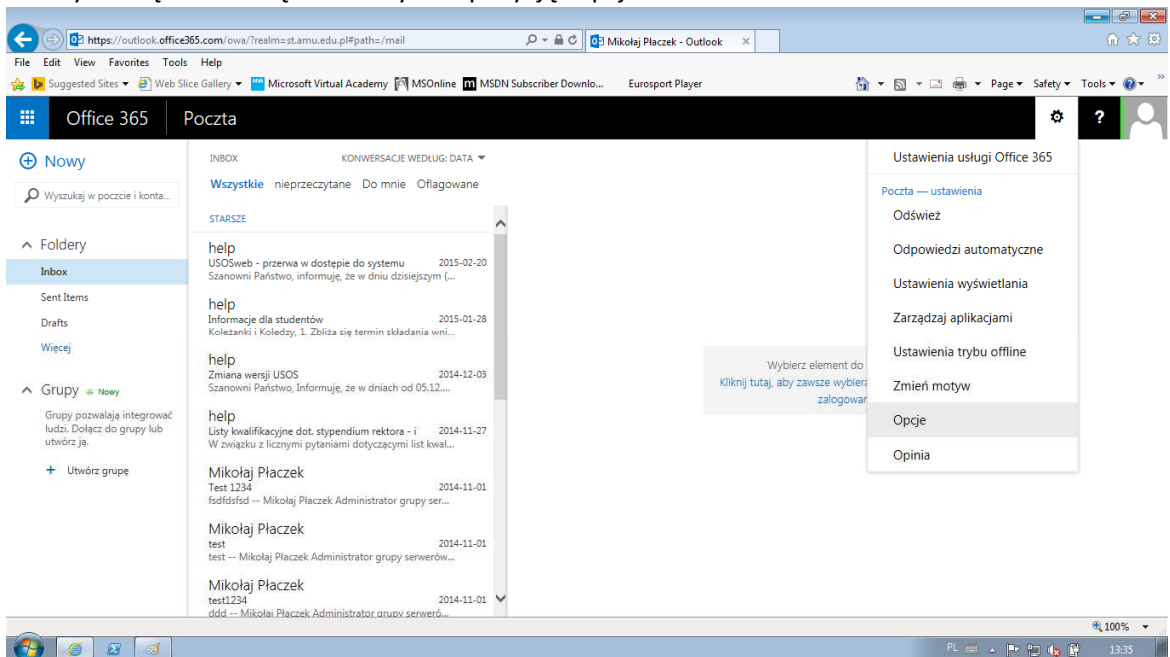 https://outlook.office365.com/owa/?realm=st.amu.edu.pl#path=/mail
Mikołaj Płaczek - Outlook
File Edit View Favorites Tools Help
Suggested Sites Web Slice Gallery Microsoft Virtual Academy MSOnline MSDN Subscriber Downlo... Eurosport Player Page Safety Tools
Office 365 Poczta
Nowy
Wyszukaj w poczcie i konta...
Foldery
Inbox
Sent Items
Drafts
Więcej
Grupy Nowy
Grupy pozwalają integrować
ludzi. Dołącz do grupy lub
utwórz ją.
+ Utwórz grupę
INBOX KONWERSACJE WEDŁUG: DATA
Wszystkie nieprzeczytane Do mnie Oflagowane
STARSZE
help
USOSweb - przerwa w dostępie do systemu 2015-02-20
Szanowni Państwo, informuję, że w dniu dzisiejszym (...
help
Informacje dla studentów 2015-01-28
Koleżanki i Koledzy, 1. Zbliża się termin składania wni...
help
Zmiana wersji USOS 2014-12-03
Szanowni Państwo, Informuję, że w dniach od 05.12....
help
Listy kwalifikacyjne dot. stypendium rektora - i 2014-11-27
W związku z licznymi pytaniami dotyczącymi list kwal...
Mikołaj Płaczek
Test 1234 2014-11-01
fsdfdsfsd -- Mikołaj Płaczek Administrator grupy ser...
Mikołaj Płaczek
test 2014-11-01
test -- Mikołaj Płaczek Administrator grupy serwerów...
Mikołaj Płaczek
test1234 2014-11-01
ddd -- Mikołaj Płaczek Administrator grupy serweró...
Wybierz element do
Kliknij tutaj, aby zawsze wybiera
zalogowan
?
Ustawienia usługi Office 365
Poczta — ustawienia
Odśwież
Odpowiedzi automatyczne
Ustawienia wyświetlania
Zarządzaj aplikacjami
Ustawienia trybu offline
Zmień motyw
Opcje
Opinia
100%
PL 13:35